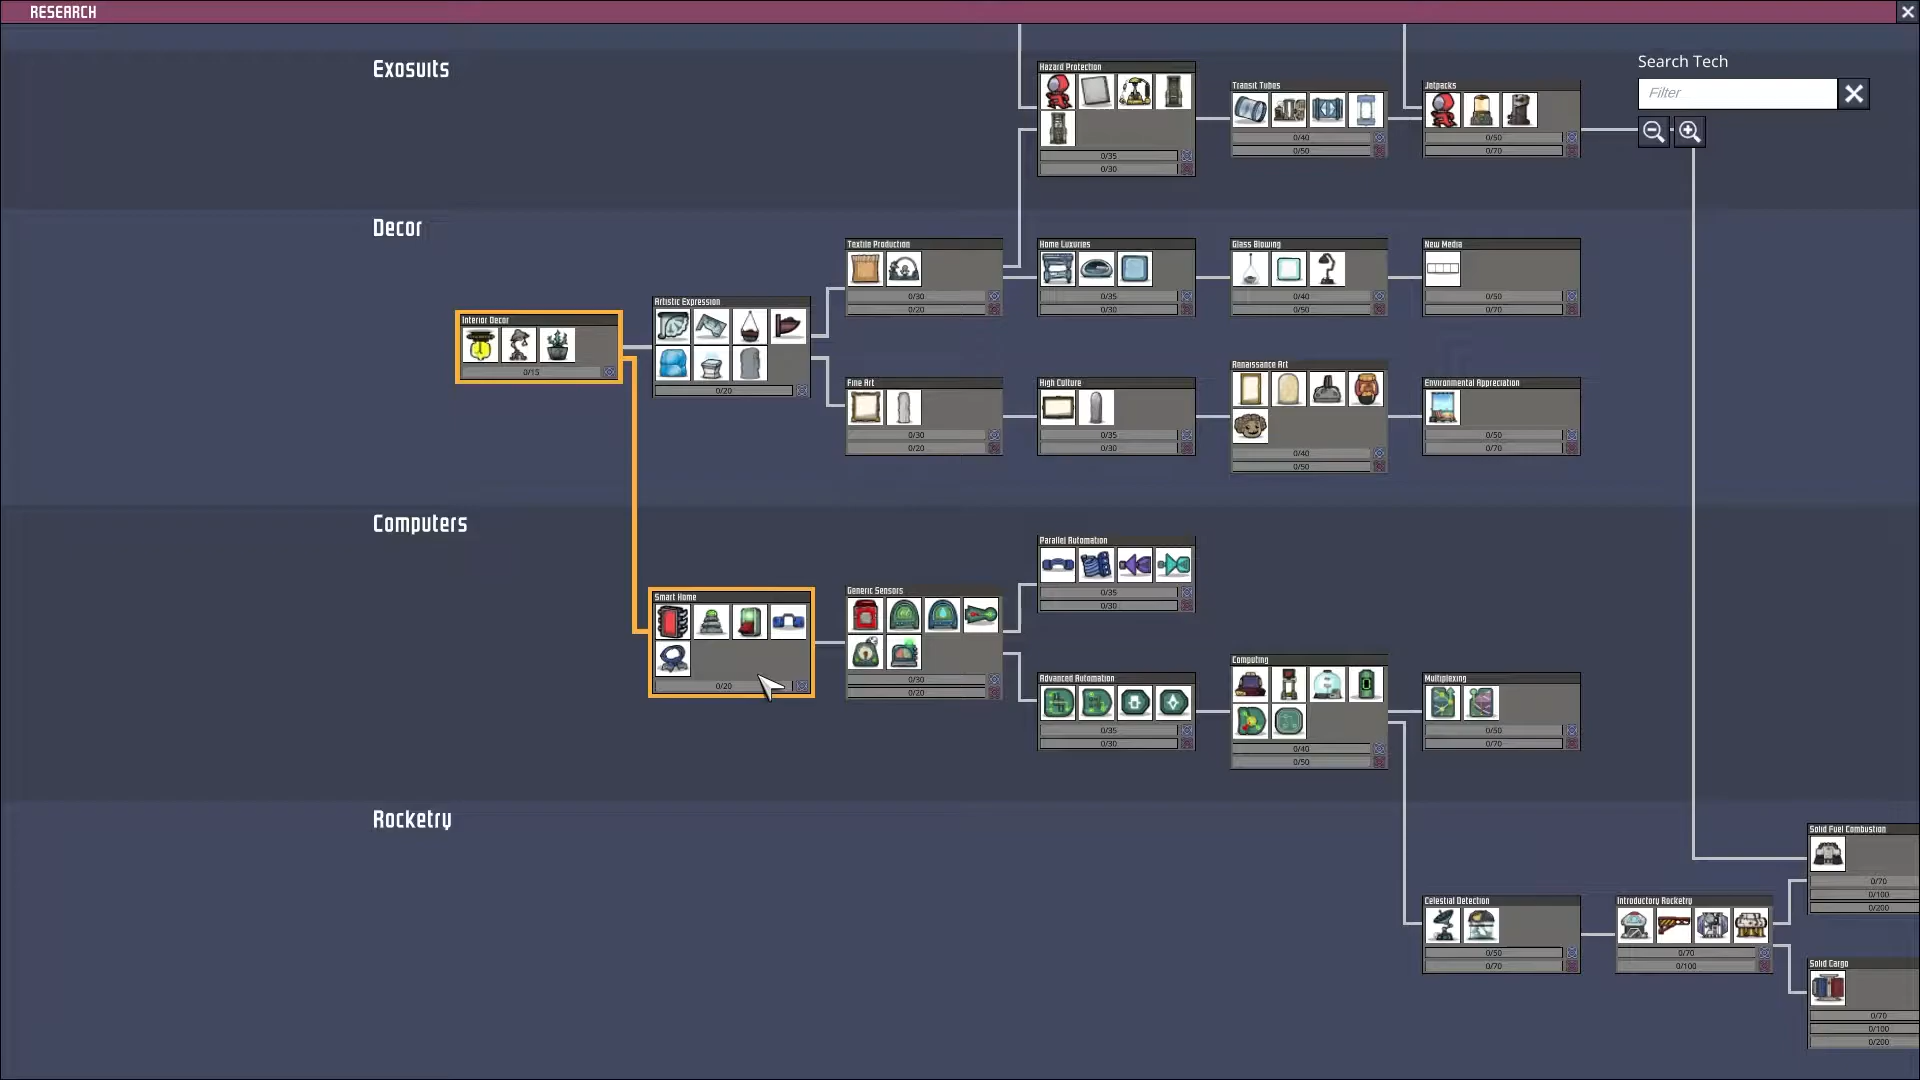 RESEARCH
Exosuits
Search Tech
Filter
Hazard Protection
0/35
0/30
Transit Tubes
0/40
0/50
Jetpacks
0/50
0/70
Decor
Textile Production
0/30
0/20
Home Luxuries
0/35
0/30
Glass Blowing
0/40
0/50
New Media
0/50
0/70
Interior Decor
0/15
Artistic Expression
0/20
Fine Art
0/30
0/20
High Culture
0/35
0/30
Renaissance Art
0/40
0/50
Environmental Appreciation
0/50
0/70
Computers
Parallel Automation
0/35
0/30
Smart Home
0/20
Generic Sensors
0/30
0/20
Advanced Automation
0/35
0/30
Computing
0/40
0/50
Multiplexing
0/50
0/70
Rocketry
Celestial Detection
0/50
0/70
Introductory Rocketry
0/70
0/100
Solid Fuel Combustion
0/70
0/100
0/200
Solid Cargo
0/70
0/100
0/200